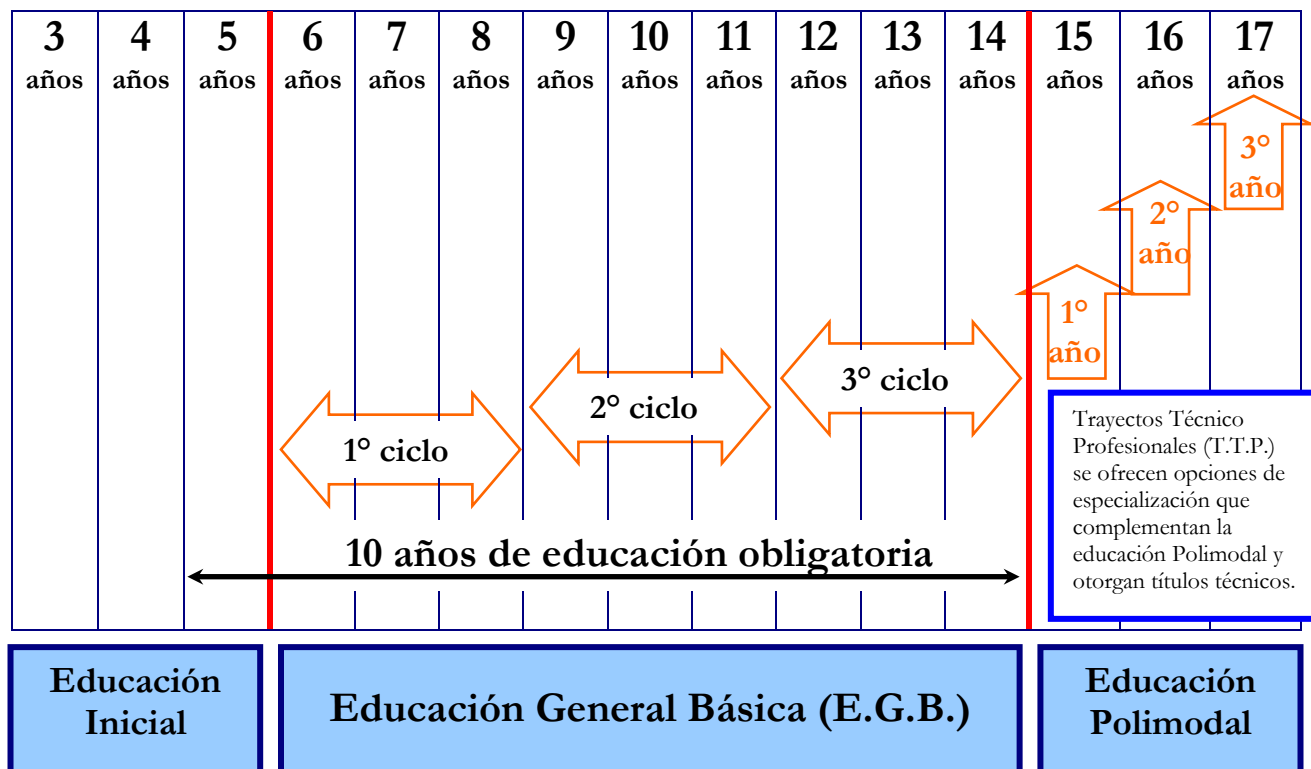 3 4 5 6 7 8 9 10 11 12 13 14 15 16 17
años años años años años años años años años años años años años años años
3°
año
2°
año
1°
año
3° ciclo
2° ciclo
1° ciclo
Trayectos Técnico
Profesionales (T.T.P.)
se ofrecen opciones de
especialización que
complementan la
educación Polimodal y
otorgan títulos técnicos.
10 años de educación obligatoria
Educación
Inicial
Educación General Básica (E.G.B.)
Educación
Polimodal